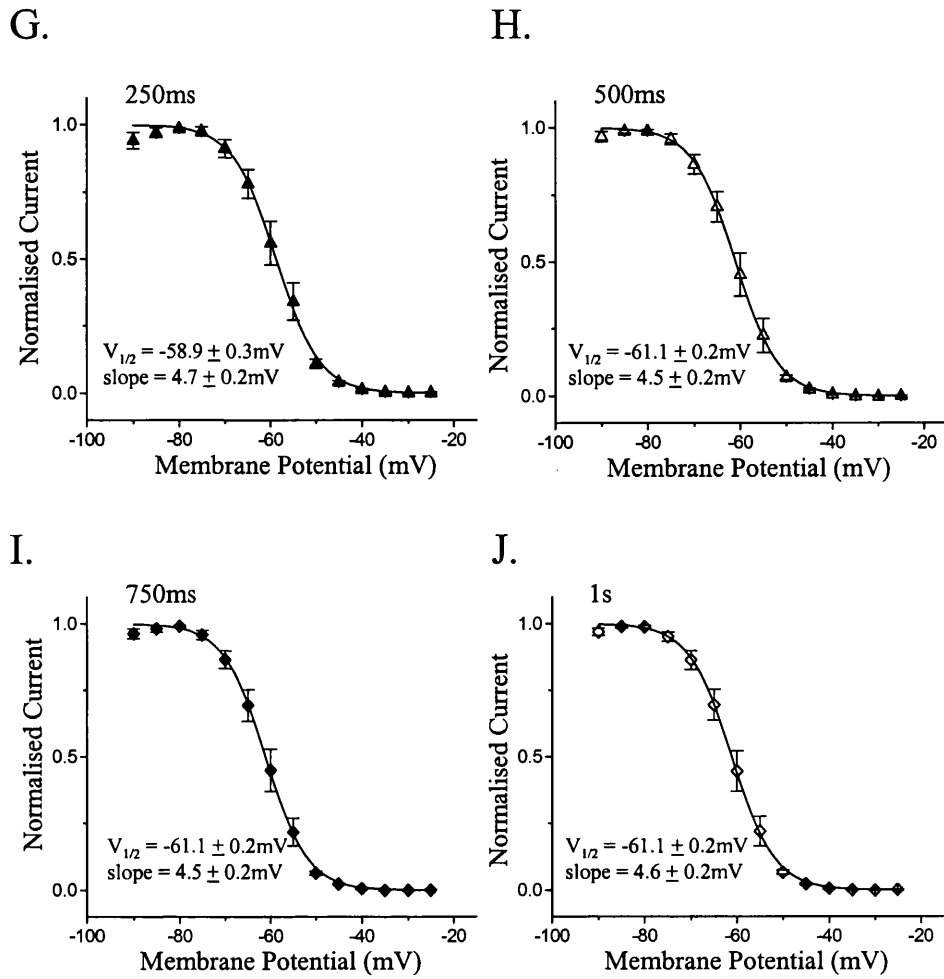 G.
250ms
Normalised Current
1.0
0.5
0.0
V1/2 = -58.9 ± 0.3mV
slope = 4.7 ± 0.2mV
-100 -80 -60 -40 -20
Membrane Potential (mV)
H.
500ms
Normalised Current
1.0
0.5
0.0
V1/2 = -61.1 ± 0.2mV
slope = 4.5 ± 0.2mV
-100 -80 -60 -40 -20
Membrane Potential (mV)
I.
750ms
Normalised Current
1.0
0.5
0.0
V1/2 = -61.1 ± 0.2mV
slope = 4.5 ± 0.2mV
-100 -80 -60 -40 -20
Membrane Potential (mV)
J.
1s
Normalised Current
1.0
0.5
0.0
V1/2 = -61.1 ± 0.2mV
slope = 4.6 ± 0.2mV
-100 -80 -60 -40 -20
Membrane Potential (mV)